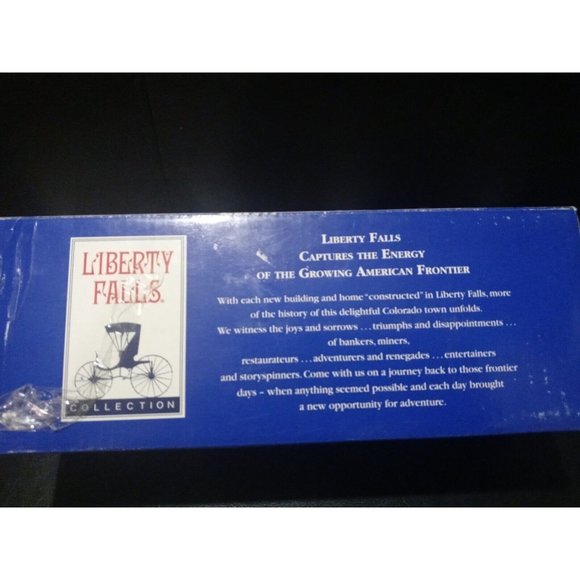 LIBERTY
FALLS
COLLECTION
LIBERTY FALLS
CAPTURES THE ENERGY
OF THE GROWING AMERICAN FRONTIER
With each new building and home "constructed" in Liberty Falls, more
of the history of this delightful Colorado town unfolds.
We witness the joys and sorrows . . . triumphs and disappointments . . .
of bankers, miners,
restaurateurs . . . adventurers and renegades . . . entertainers
and storyspinners. Come with us on a journey back to those frontier
days – when anything seemed possible and each day brought
a new opportunity for adventure.